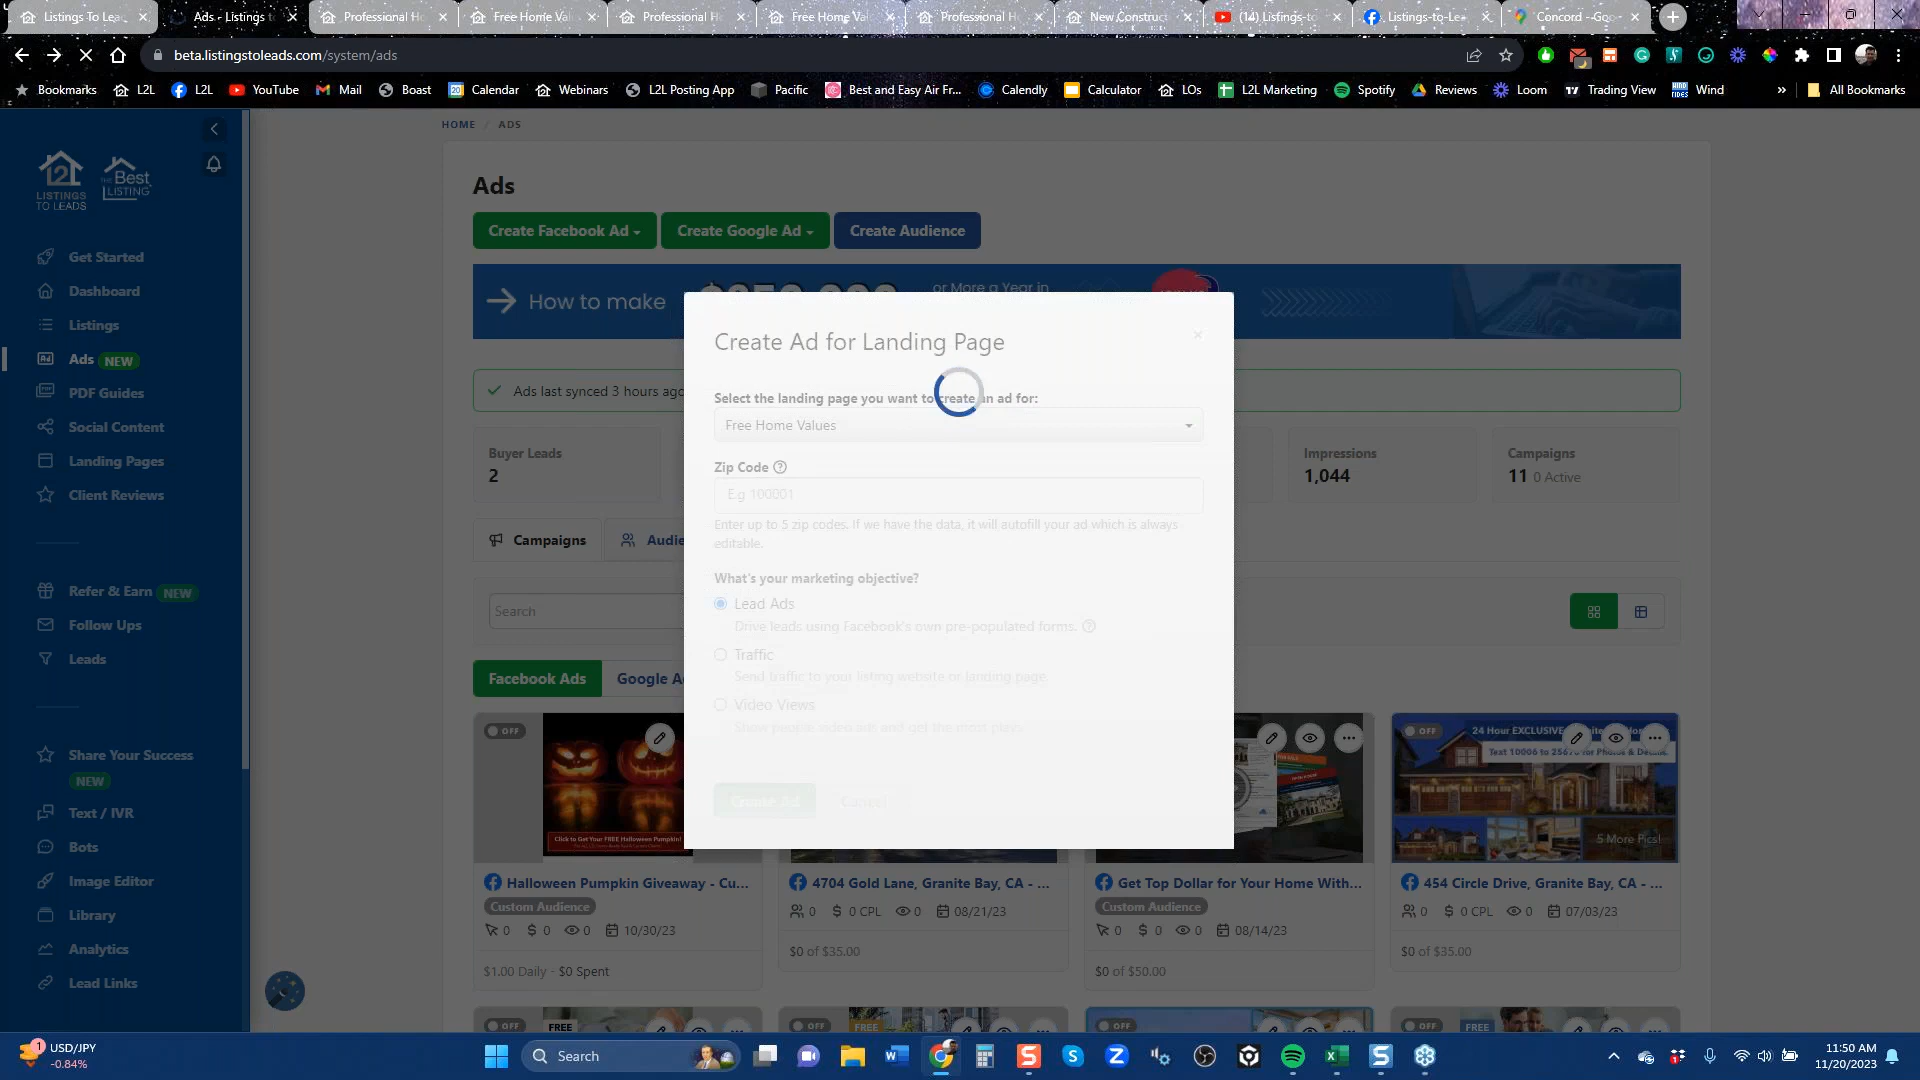 Listings To Leac
Ads - Listings t
Professional H
Free Home Val
Professional H
Free Home Val
Professional H
New Construct
(14) Listings-to
Listings-to-Lea
Concord - Goo
beta.listingstoleads.com/system/ads
Bookmarks
L2L
L2L
YouTube
Mail
Boast
Calendar
Webinars
L2L Posting App
Pacific
Best and Easy Air Fr...
Calendly
Calculator
LOs
L2L Marketing
Spotify
Reviews
Loom
Trading View
Wind
»
All Bookmarks
LISTINGS
TO LEADS
THE Best
LISTING
Get Started
Dashboard
Listings
Ads NEW
PDF Guides
Social Content
Landing Pages
Client Reviews
Refer & Earn NEW
Follow Ups
Leads
Share Your Success
NEW
Text / IVR
Bots
Image Editor
Library
Analytics
Lead Links
HOME / ADS
Ads
Create Facebook Ad
Create Google Ad
Create Audience
How to make
or More a Year in
Ads last synced 3 hours ago
Buyer Leads
2
Impressions
1,044
Campaigns
11 0 Active
Campaigns
Audie
Search
Facebook Ads
Google A
Create Ad for Landing Page
×
Select the landing page you want to create an ad for:
Free Home Values
Zip Code
E.g 100001
Enter up to 5 zip codes. If we have the data, it will autofill your ad which is always
editable.
What's your marketing objective?
Lead Ads
Drive leads using Facebook's own pre-populated forms.
Traffic
Send traffic to your listing website or landing page.
Video Views
Create Ad
Cancel
OFF
Click to Get Your FREE Halloween Pumpkin!
Halloween Pumpkin Giveaway - Cu...
Custom Audience
0 $ 0 0 10/30/23
$1.00 Daily - $0 Spent
4704 Gold Lane, Granite Bay, CA - ...
0 $ 0 CPL 0 08/21/23
$0 of $35.00
FOR SALE
Get Top Dollar for Your Home With...
Custom Audience
0 $ 0 0 08/14/23
$0 of $50.00
OFF
24 Hour EXCLUSIVE
Text 10006 to 25678 for Photos & Details.
5 More Pics!
454 Circle Drive, Granite Bay, CA - ...
0 $ 0 CPL 0 07/03/23
$0 of $35.00
OFF
FREE
OFF
FREE
OFF
OFF
FREE
1
USD/JPY
-0.84%
Search
11:50 AM
11/20/2023